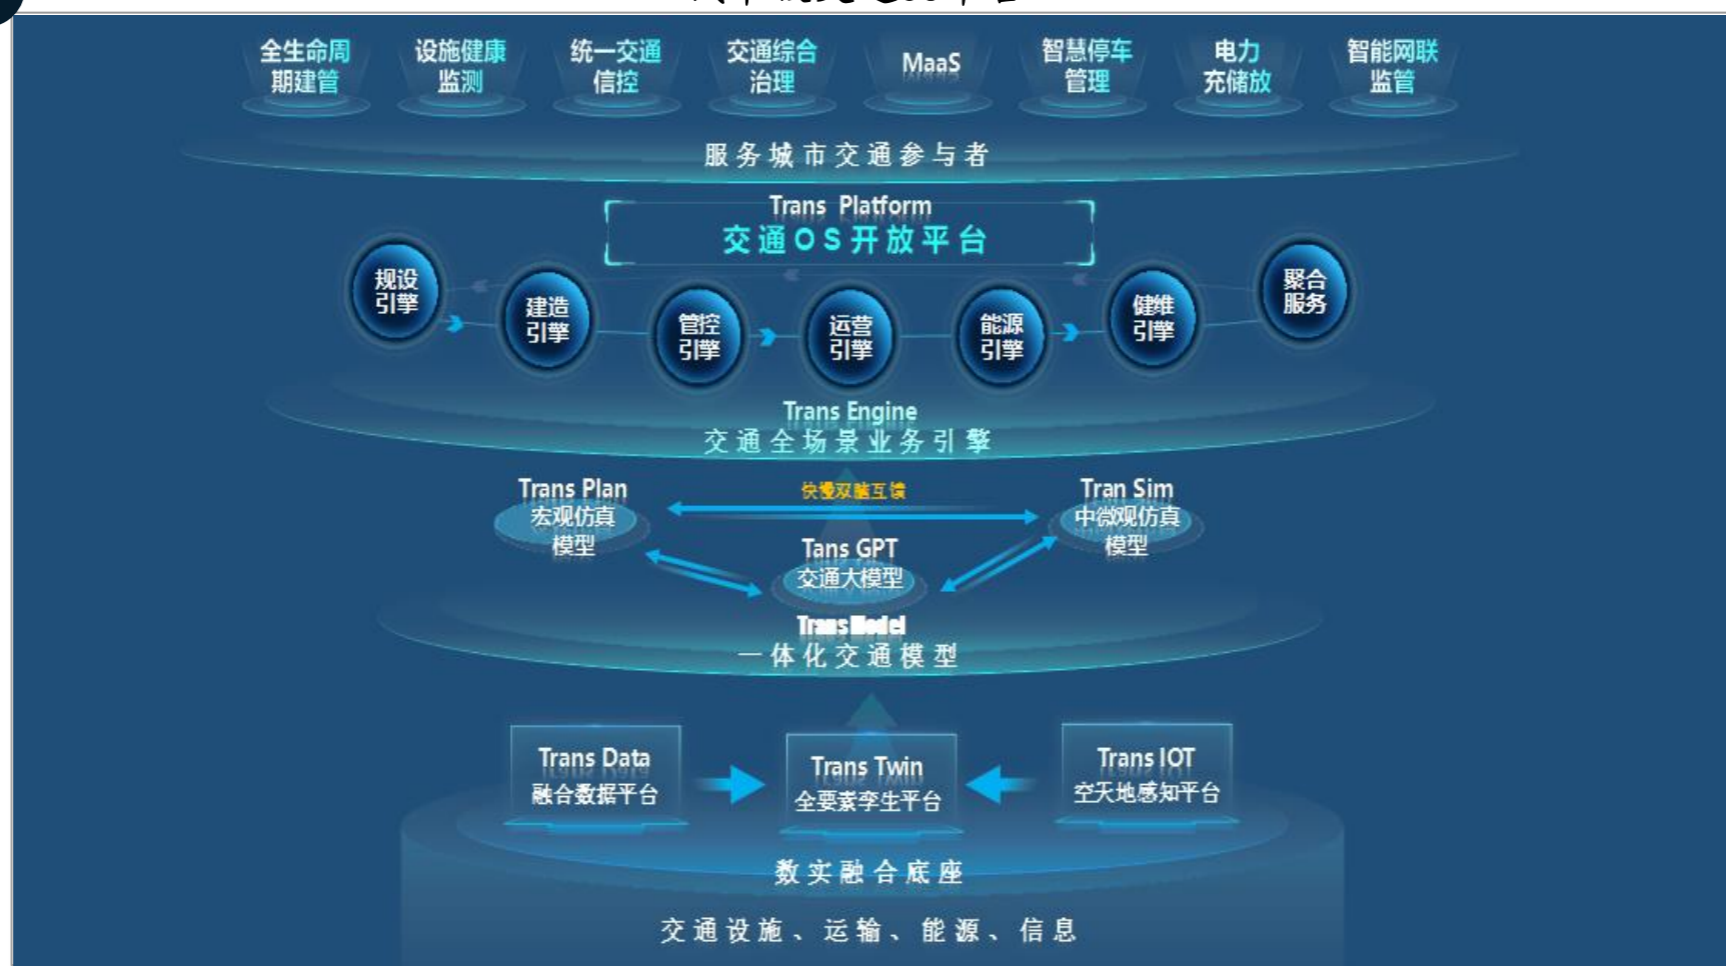 全生命周
期建管
设施健康
监测
统一交通
信控
交通综合
治理
MaaS
智慧停车
管理
电力
充储放
智能网联
监管
服务城市交通参与者
Trans Platform
交通OS开放平台
规设
引擎
建造
引擎
管控
引擎
运营
引擎
能源
引擎
健维
引擎
聚合
服务
Trans Engine
交通全场景业务引擎
Trans Plan
宏观仿真
模型
快慢双脑互馈
Tran Sim
中微观仿真
模型
Tans GPT
交通大模型
Trans Model
一体化交通模型
Trans Data
融合数据平台
Trans Twin
全要素孪生平台
Trans IOT
空天地感知平台
数实融合底座
交通设施、运输、能源、信息